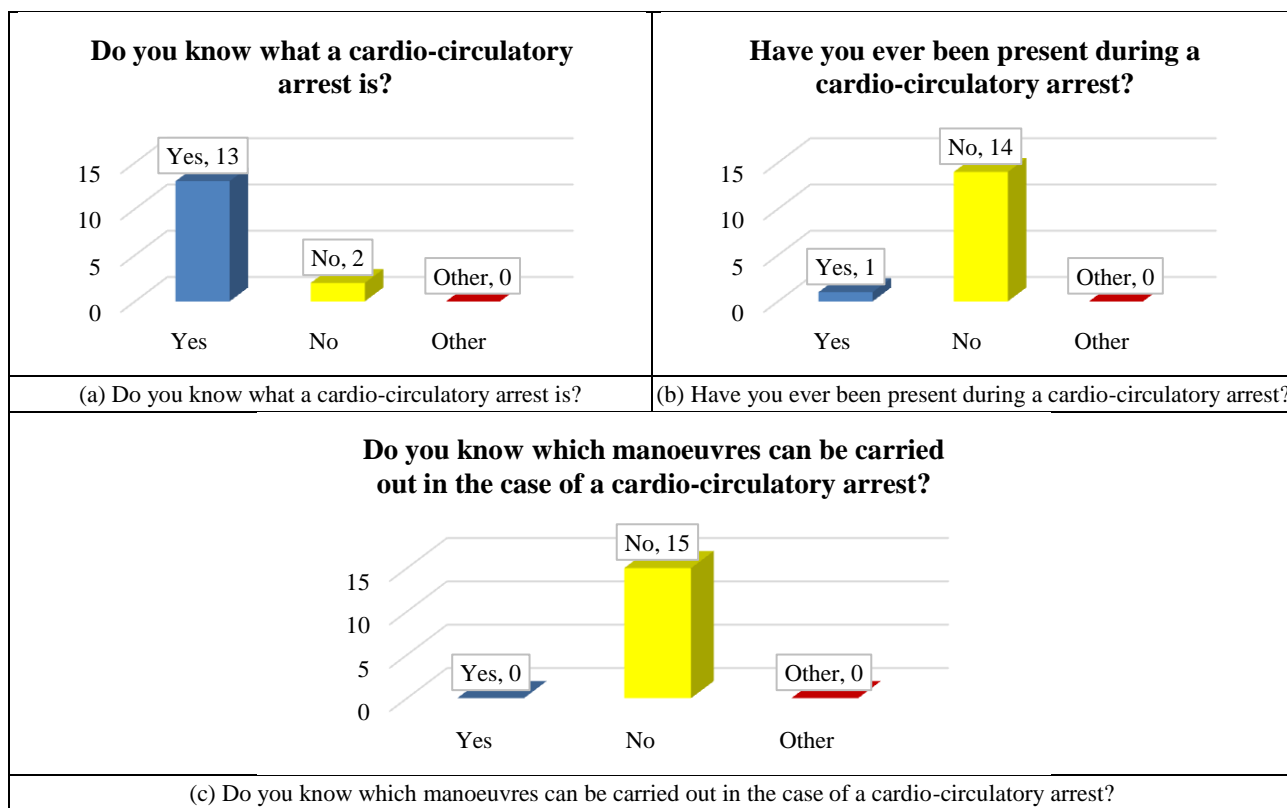 Do you know what a cardio-circulatory
arrest is?
Yes, 13
No, 2
Other, 0
15
10
5
0
Yes
No
Other
(a) Do you know what a cardio-circulatory arrest is?
Have you ever been present during a
cardio-circulatory arrest?
No, 14
Yes, 1
Other, 0
15
10
5
0
Yes
No
Other
(b) Have you ever been present during a cardio-circulatory arrest?
Do you know which manoeuvres can be carried
out in the case of a cardio-circulatory arrest?
No, 15
Yes, 0
Other, 0
15
10
5
0
Yes
No
Other
(c) Do you know which manoeuvres can be carried out in the case of a cardio-circulatory arrest?